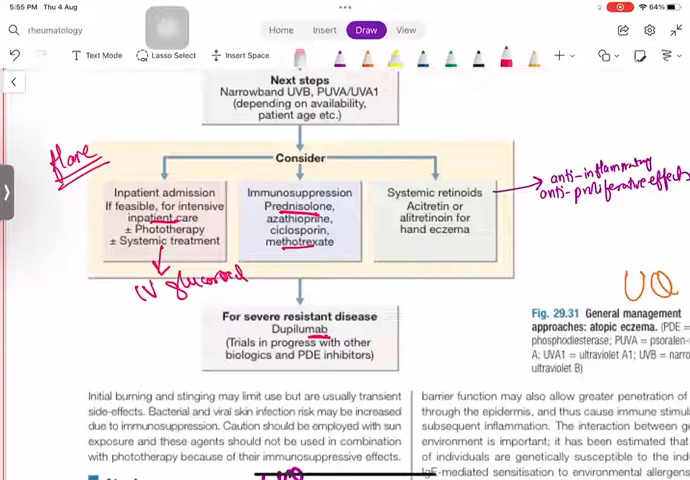 5:55 PM Thu 4 Aug
64%
rheumatology
Home
Insert
Draw
View
Text Mode
Lasso Select
Insert Space
Next steps
Narrowband UVB, PUVA/UVA1
(depending on availability,
patient age etc.)
flare
Consider
Inpatient admission
If feasible, for intensive
inpatient care
± Phototherapy
± Systemic treatment
Immunosuppression
Prednisolone,
azathioprine,
ciclosporin,
methotrexate
Systemic retinoids
Acitretin or
alitretinoin for
hand eczema
anti-inflammatory
anti-proliferative effects
IV
For severe resistant disease
Dupilumab
(Trials in progress with other
biologics and PDE inhibitors)
Fig. 29.31 General management
approaches: atopic eczema. (PDE =
phosphodiesterase; PUVA = psoralen-
A; UVA1 = ultraviolet A1; UVB =
ultraviolet B)
Initial burning and stinging may limit use but are usually transient
side-effects. Bacterial and viral skin infection risk may be increased
due to immunosuppression. Caution should be employed with sun
exposure and these agents should not be used in combination
with phototherapy because of their immunosuppressive effects.
barrier function may also allow greater penetration of
through the epidermis, and thus cause immune
subsequent inflammation. The interaction between
environment is important; it has been estimated that
of individuals are genetically susceptible to the
IgE-mediated sensitisation to environmental